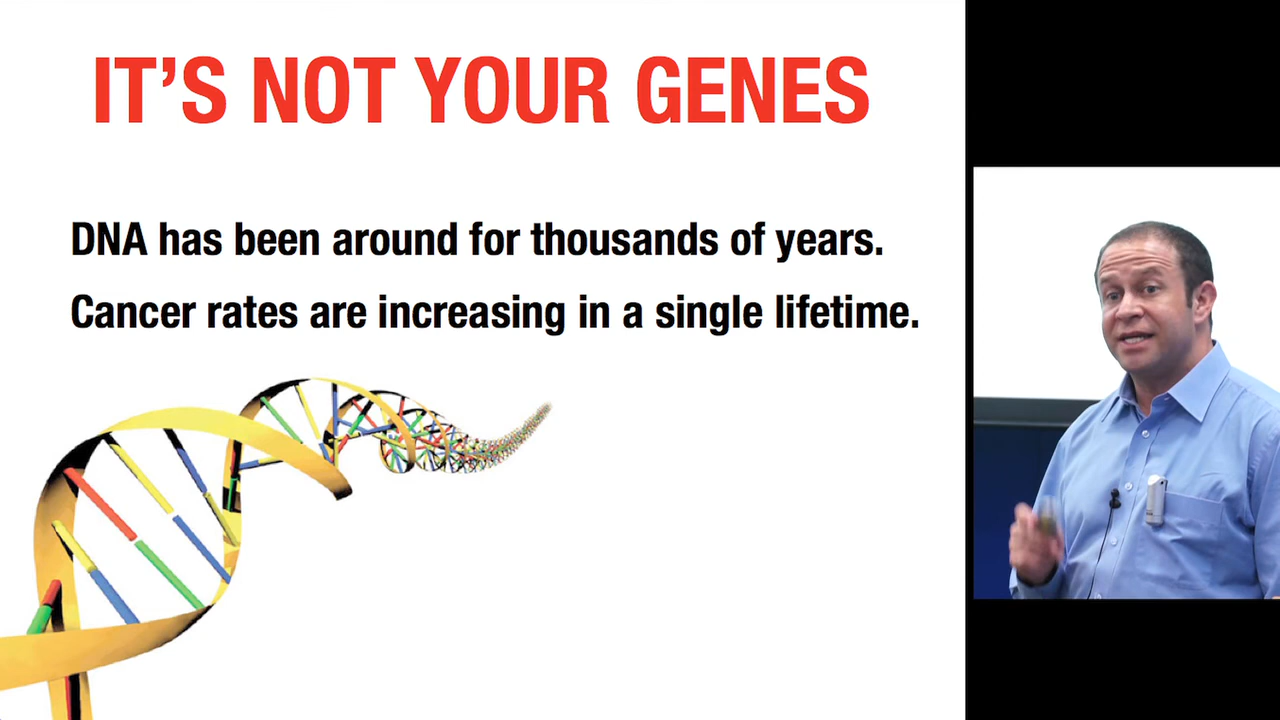 IT’S NOT YOUR GENES
DNA has been around for thousands of years.
Cancer rates are increasing in a single lifetime.